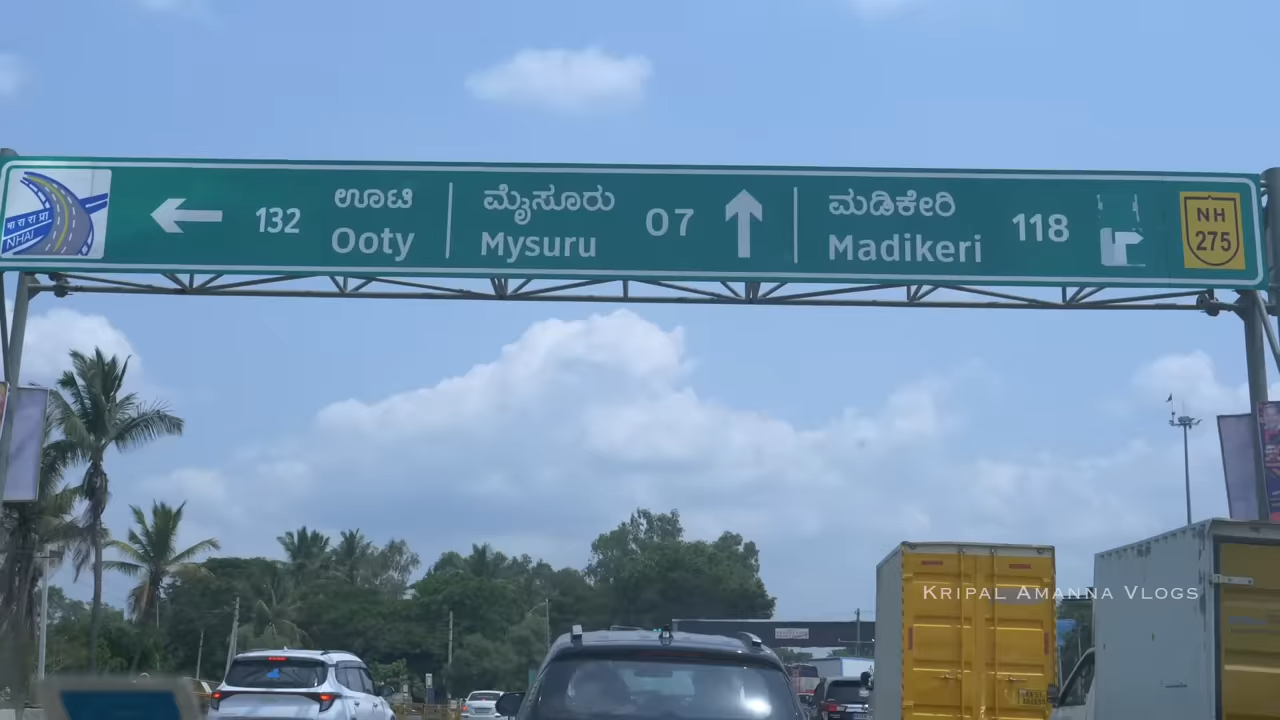 भा रा रा प्रा
NHAI
132
ಊಟಿ
Ooty
ಮೈಸೂರು
Mysuru
07
ಮಡಿಕೇರಿ
Madikeri
118
NH
275
KRIPAL AMANNA VLOGS